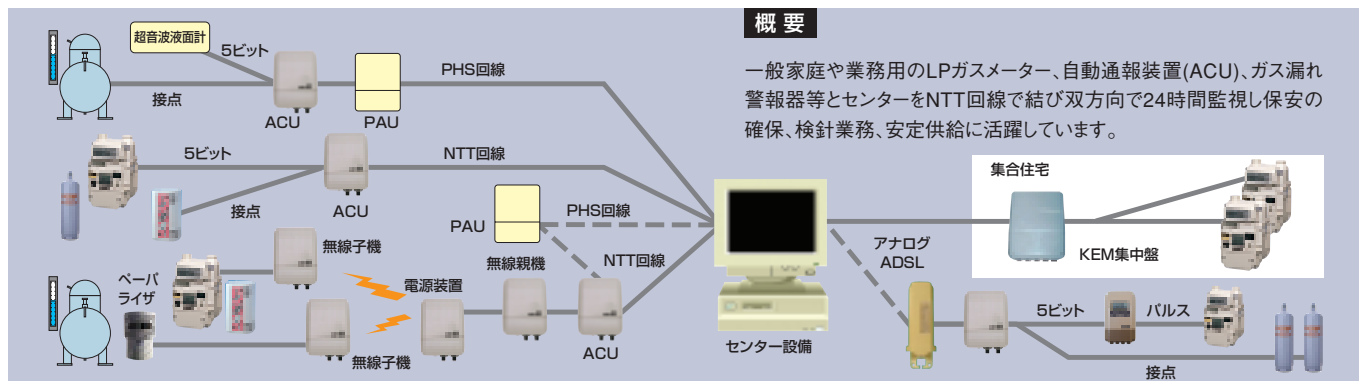 概要
一般家庭や業務用のLPガスメーター、自動通報装置(ACU)、ガス漏れ
警報器等とセンターをNTT回線で結び双方向で24時間監視し保安の
確保、検針業務、安定供給に活躍しています。
超音波液面計
5ビット
接点
ACU
PAU
PHS回線
5ビット
接点
ACU
NTT回線
PAU
PHS回線
NTT回線
無線子機
ペーパ
ライザ
電源装置
無線親機
無線子機
ACU
センター設備
集合住宅
KEM集中盤
アナログ
ADSL
5ビット
パルス
接点